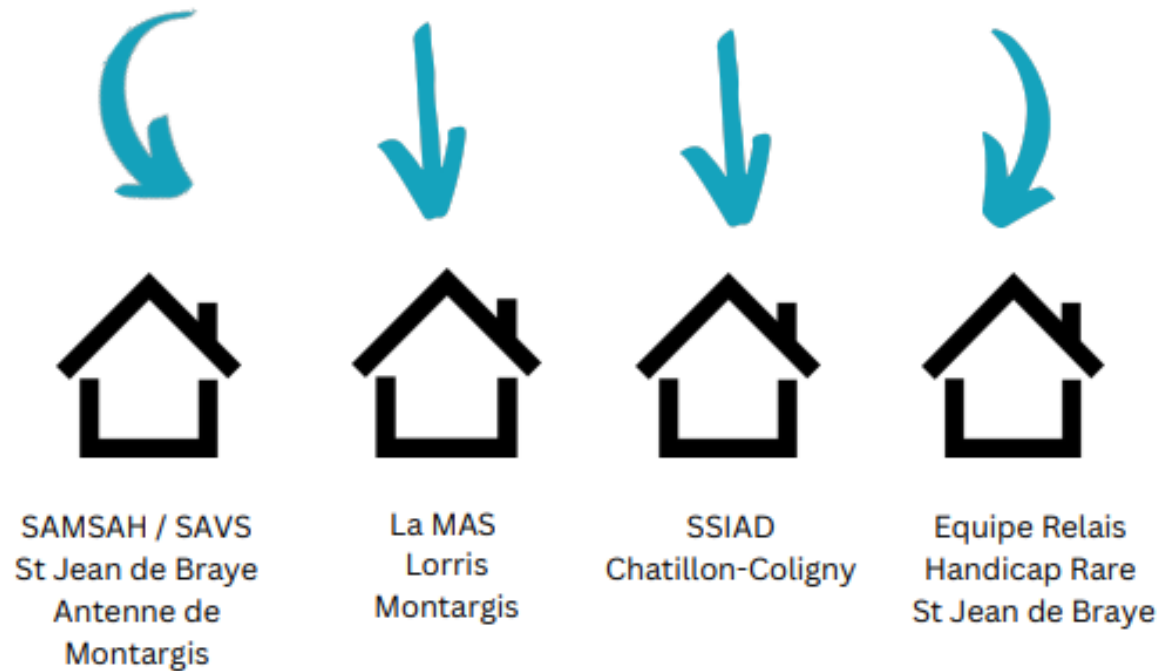 SAMSAH / SAVS
St Jean de Braye
Antenne de
Montargis
La MAS
Lorris
Montargis
SSIAD
Chatillon-Coligny
Equipe Relais
Handicap Rare
St Jean de Braye